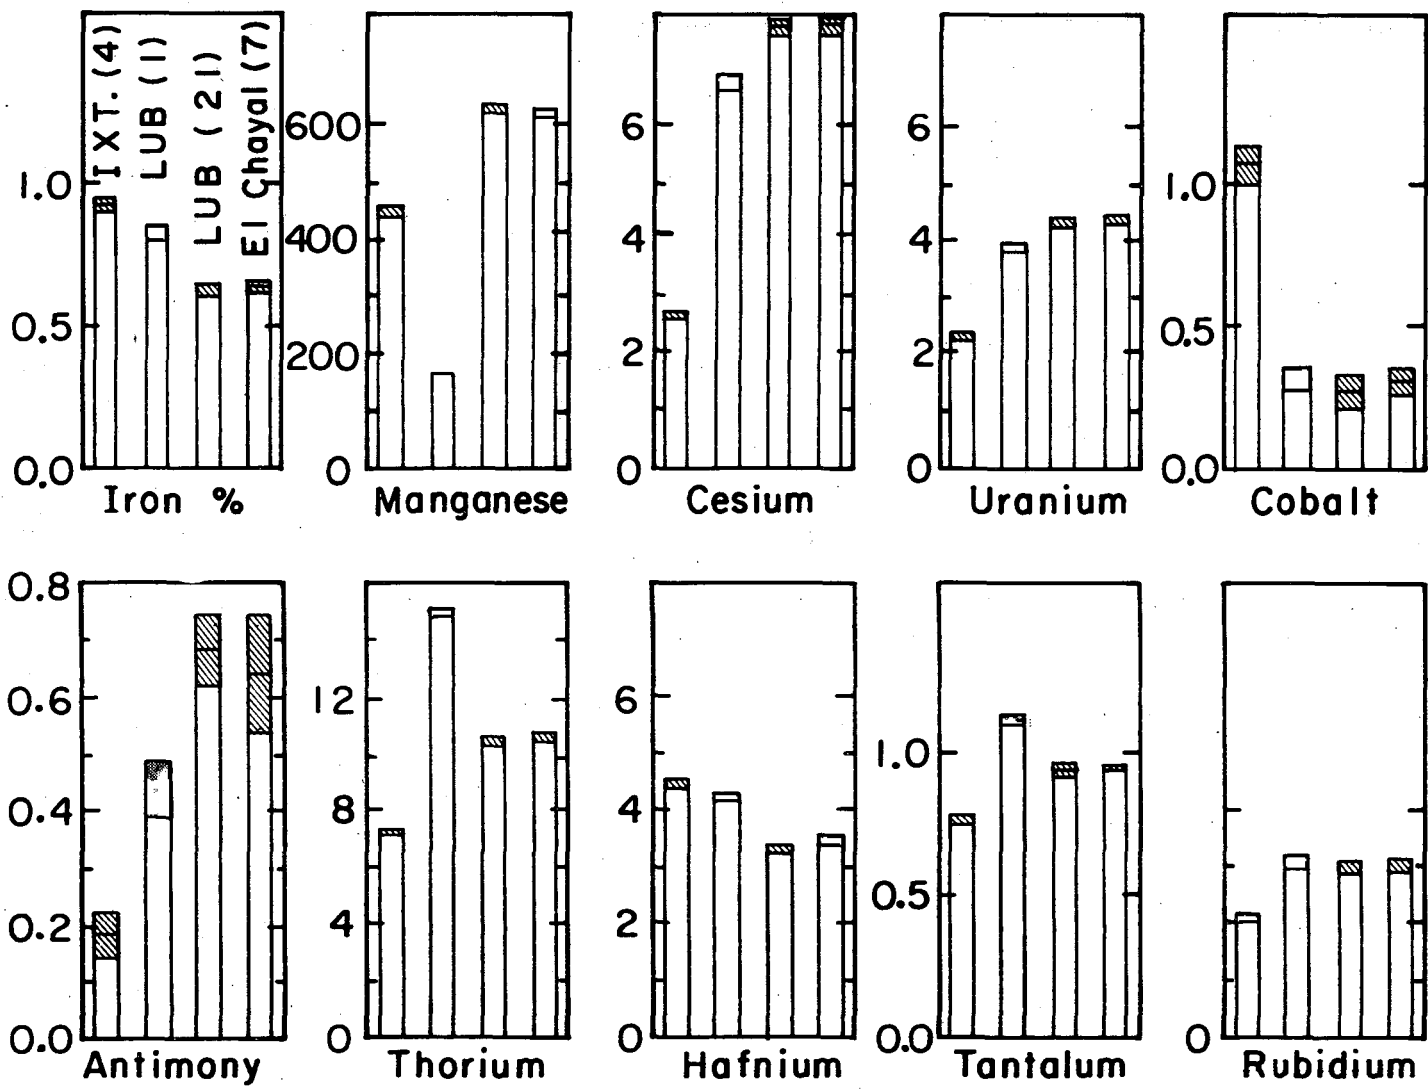 IXT. (4)
LUB (1)
LUB (21)
El Chayal (7)
1.0
0.5
0.0
Iron %
600
400
200
0
Manganese
6
4
2
0
Cesium
6
4
2
0
Uranium
1.0
0.5
0.0
Cobalt
0.8
0.6
0.4
0.2
0.0
Antimony
12
8
4
0
Thorium
6
4
2
0
Hafnium
1.0
0.5
0.0
Tantalum
0
Rubidium